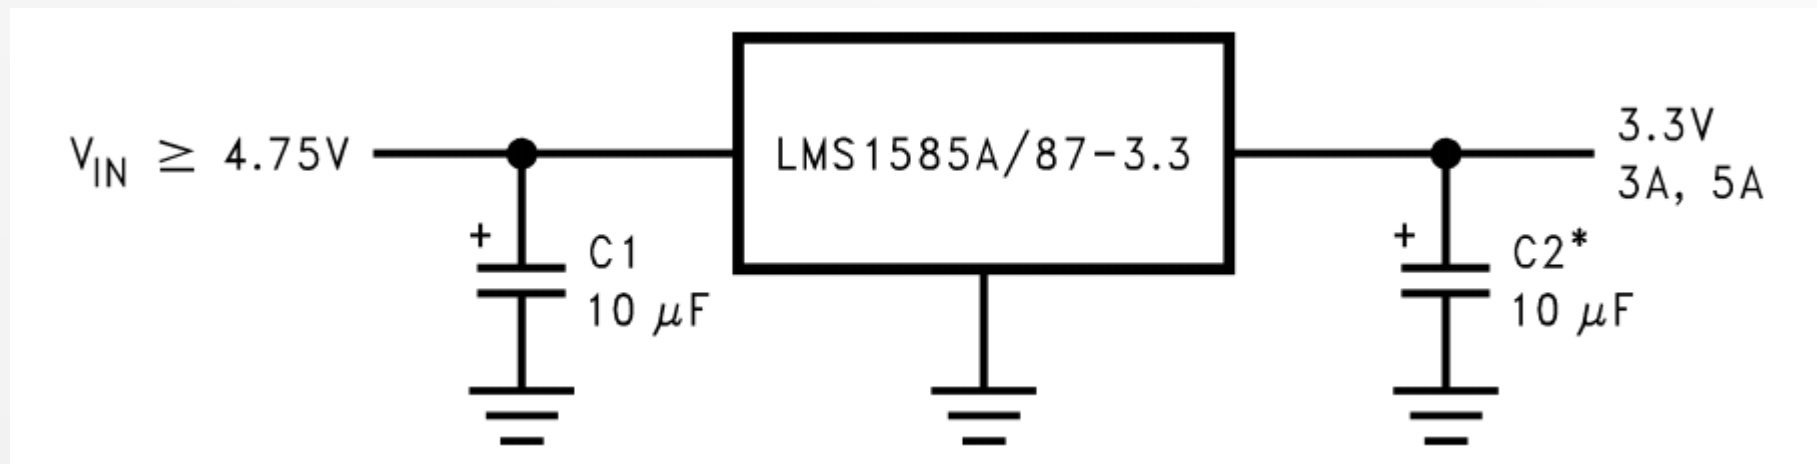 V_IN ≥ 4.75V
LMS1585A/87-3.3
3.3V
3A, 5A
+
C1
10 μF
+
C2*
10 μF